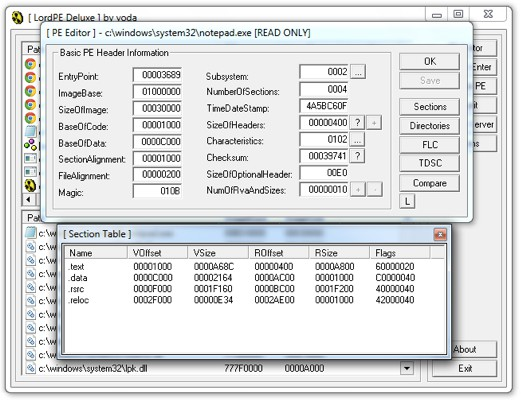 [ LordPE Deluxe ] by yoda
[ PE Editor ] - c:\windows\system32\notepad.exe [READ ONLY]
Basic PE Header Information
EntryPoint: 00003689 Subsystem: 0002 ... OK
ImageBase: 01000000 NumberOfSections: 0004 Save
SizeOfImage: 00030000 TimeDateStamp: 4A5BC60F
BaseOfCode: 00001000 SizeOfHeaders: 00000400 ? + Sections
BaseOfData: 0000C000 Characteristics: 0102 ... Directories
SectionAlignment: 00001000 Checksum: 00039741 ? FLC
FileAlignment: 00000200 SizeOfOptionalHeader: 00E0 TDSC
Magic: 010B NumOfRvaAndSizes: 00000010 + - Compare
L
[ Section Table ]
Name VOffset VSize ROffset RSize Flags
.text 00001000 0000A68C 00000400 0000A800 60000020
.data 0000C000 00002164 0000AC00 00001000 C0000040
.rsrc 0000F000 0001F160 0000BC00 0001F200 40000040
.reloc 0002F000 00000E34 0002AE00 00001000 42000040
About
c:\windows\system32\lpk.dll 777F0000 0000A000 Exit